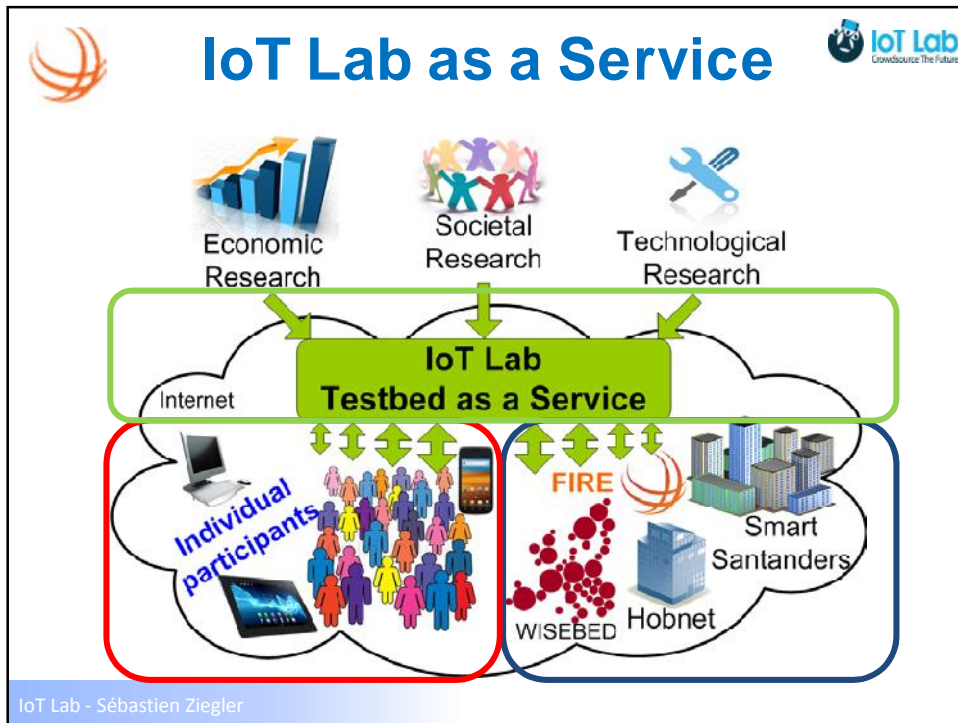 IoT Lab as a Service
IoT Lab
Crowdsource The Future
Economic
Research
Societal
Research
Technological
Research
IoT Lab
Testbed as a Service
Internet
Individual
participants
FIRE
Smart
Santanders
Hobnet
WISEBED
IoT Lab - Sébastien Ziegler